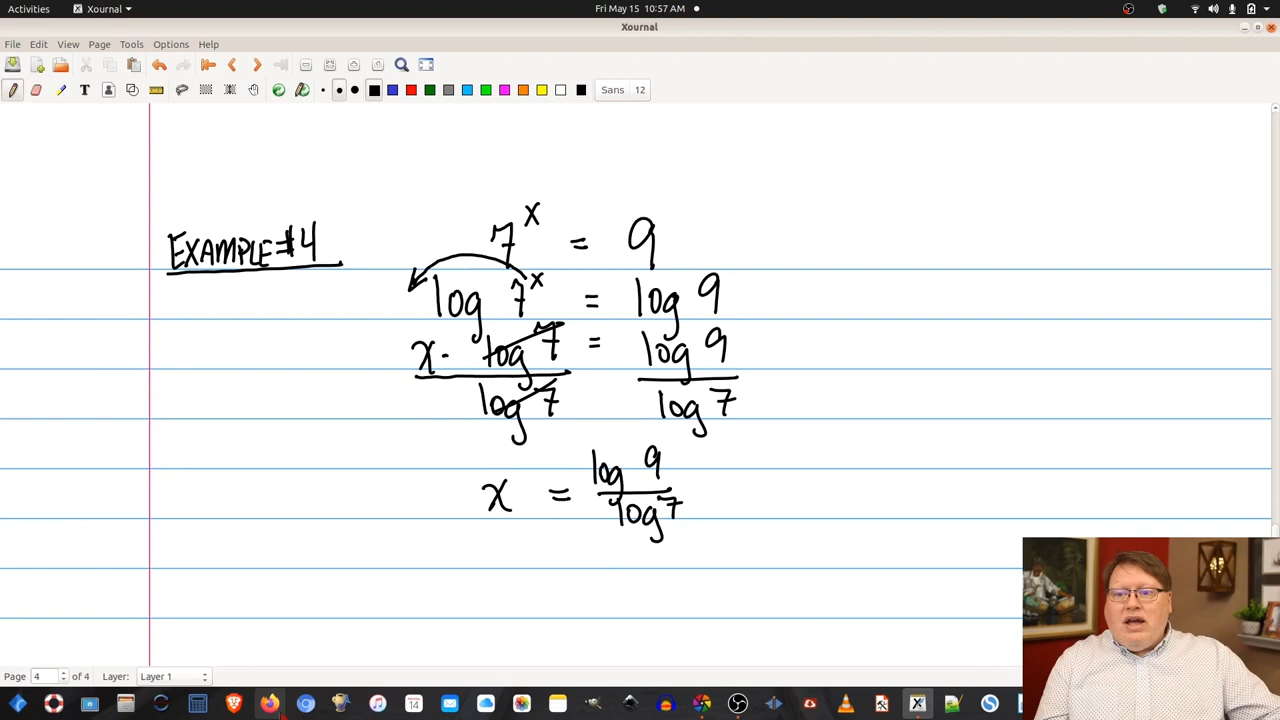 Activities
Xournal
Fri May 15 10:57 AM
Xournal
File Edit View Page Tools Options Help
T
Sans 12
EXAMPLE #4
7^x = 9
log 7^x = log 9
x · log 7 = log 9
log 7 log 7
x = log 9
log 7
Page 4 of 4 Layer: Layer 1
14